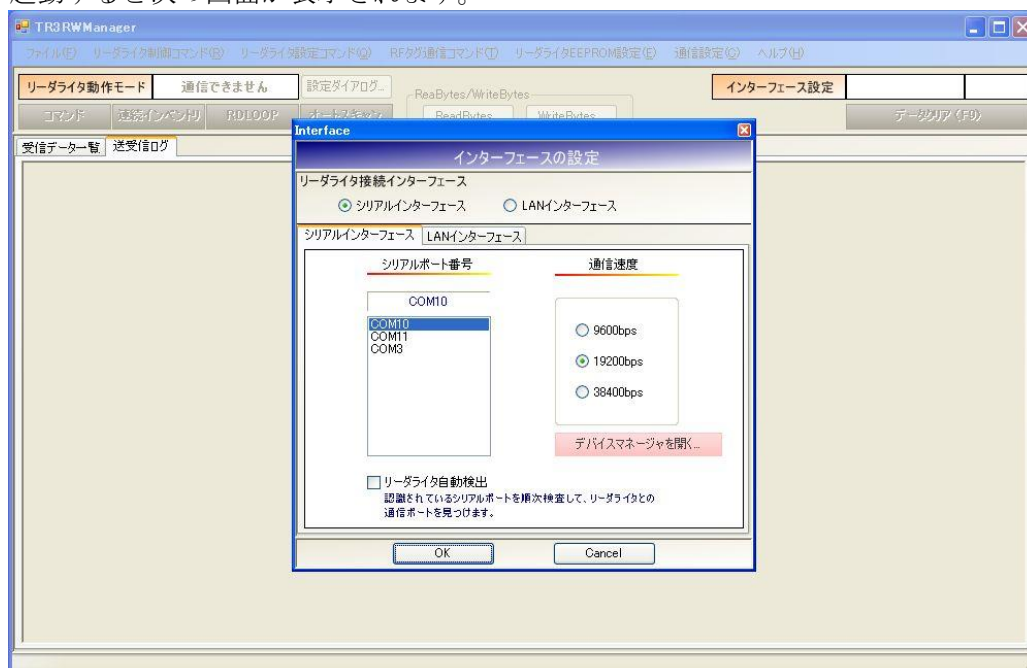 起動すると次の画面が表示されます。
TR3RWManager
ファイル(F) リーダライタ制御コマンド(R) リーダライタ設定コマンド(Q) RFタグ通信コマンド(T) リーダライタEEPROM設定(E) 通信設定(C) ヘルプ(H)
リーダライタ動作モード 通信できません 設定ダイアログ... ReaBytes/WriteBytes インターフェース設定
コマンド 連続インベントリ RDLOOP オートスキャン ReadBytes WriteBytes データクリア (F9)
受信データ一覧 送受信ログ
Interface
インターフェースの設定
リーダライタ接続インターフェース
シリアルインターフェース LANインターフェース
シリアルインターフェース LANインターフェース
シリアルポート番号 通信速度
COM10
COM10
COM11
COM3
9600bps
19200bps
38400bps
デバイスマネージャを開く...
リーダライタ自動検出
認識されているシリアルポートを順次検査して、リーダライタとの
通信ポートを見つけます。
OK Cancel